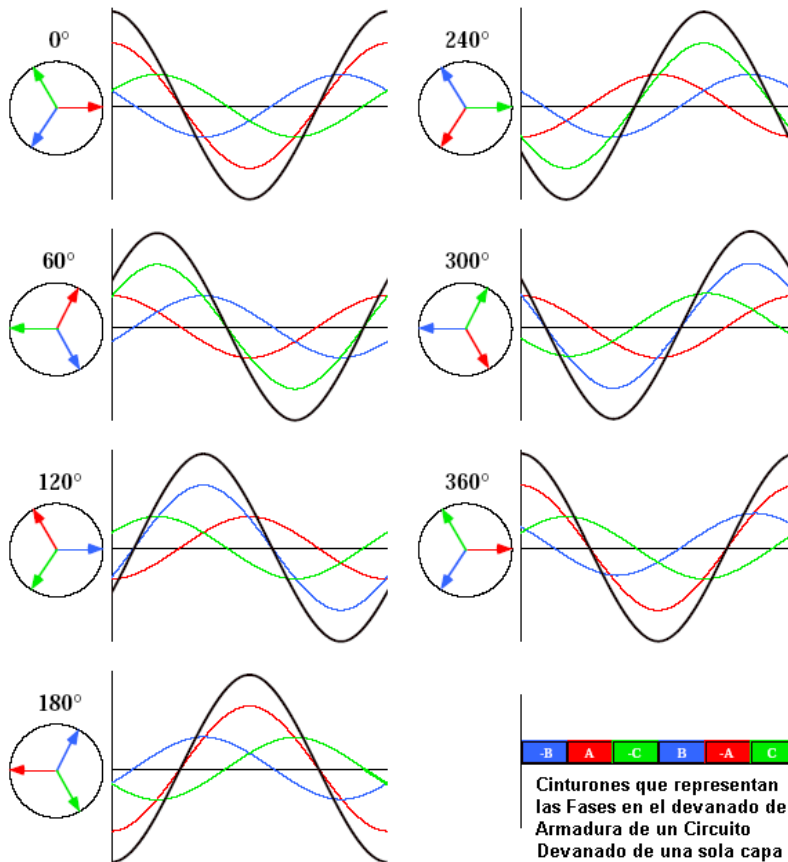 0°
240°
60°
300°
120°
360°
180°
-B A -C B -A C
Cinturones que representan
las Fases en el devanado de
Armadura de un Circuito
Devanado de una sola capa